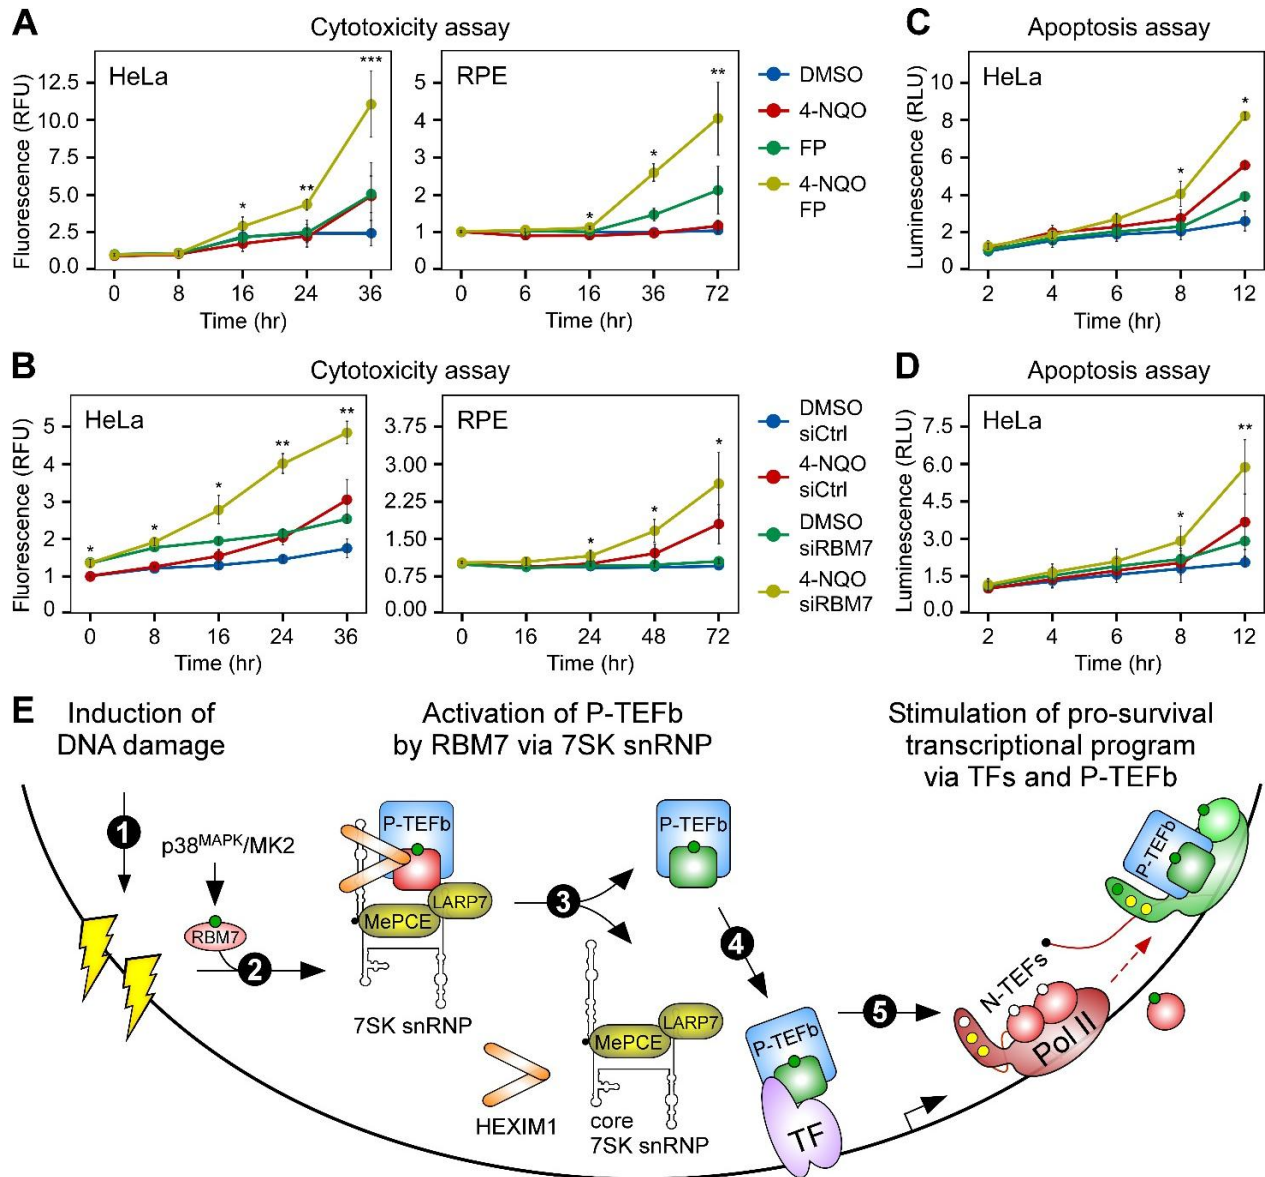 A
Cytotoxicity assay
HeLa
Fluorescence (RFU)
12.5
10.0
7.5
5.0
2.5
0.0
*
**
***
0 8 16 24 36
Time (hr)
RPE
5
4
3
2
1
0
*
*
**
0 6 16 36 72
Time (hr)
DMSO
4-NQO
FP
4-NQO
FP
C
Apoptosis assay
HeLa
Luminescence (RLU)
10
8
6
4
2
0
*
*
2 4 6 8 12
Time (hr)
B
Cytotoxicity assay
HeLa
Fluorescence (RFU)
5
4
3
2
1
0
*
*
*
**
**
0 8 16 24 36
Time (hr)
RPE
3.75
3.00
2.25
1.50
0.75
0.00
*
*
*
0 16 24 48 72
Time (hr)
DMSO
siCtrl
4-NQO
siCtrl
DMSO
siRBM7
4-NQO
siRBM7
D
Apoptosis assay
HeLa
Luminescence (RLU)
7.5
6.0
4.5
3.0
1.5
0.0
*
**
2 4 6 8 12
Time (hr)
E
Induction of
DNA damage
Activation of P-TEFb
by RBM7 via 7SK snRNP
Stimulation of pro-survival
transcriptional program
via TFs and P-TEFb
1
p38MAPK/MK2
RBM7
2
P-TEFb
LARP7
MePCE
7SK snRNP
3
P-TEFb
HEXIM1
LARP7
MePCE
core
7SK snRNP
4
P-TEFb
TF
5
N-TEFs
Pol II
P-TEFb